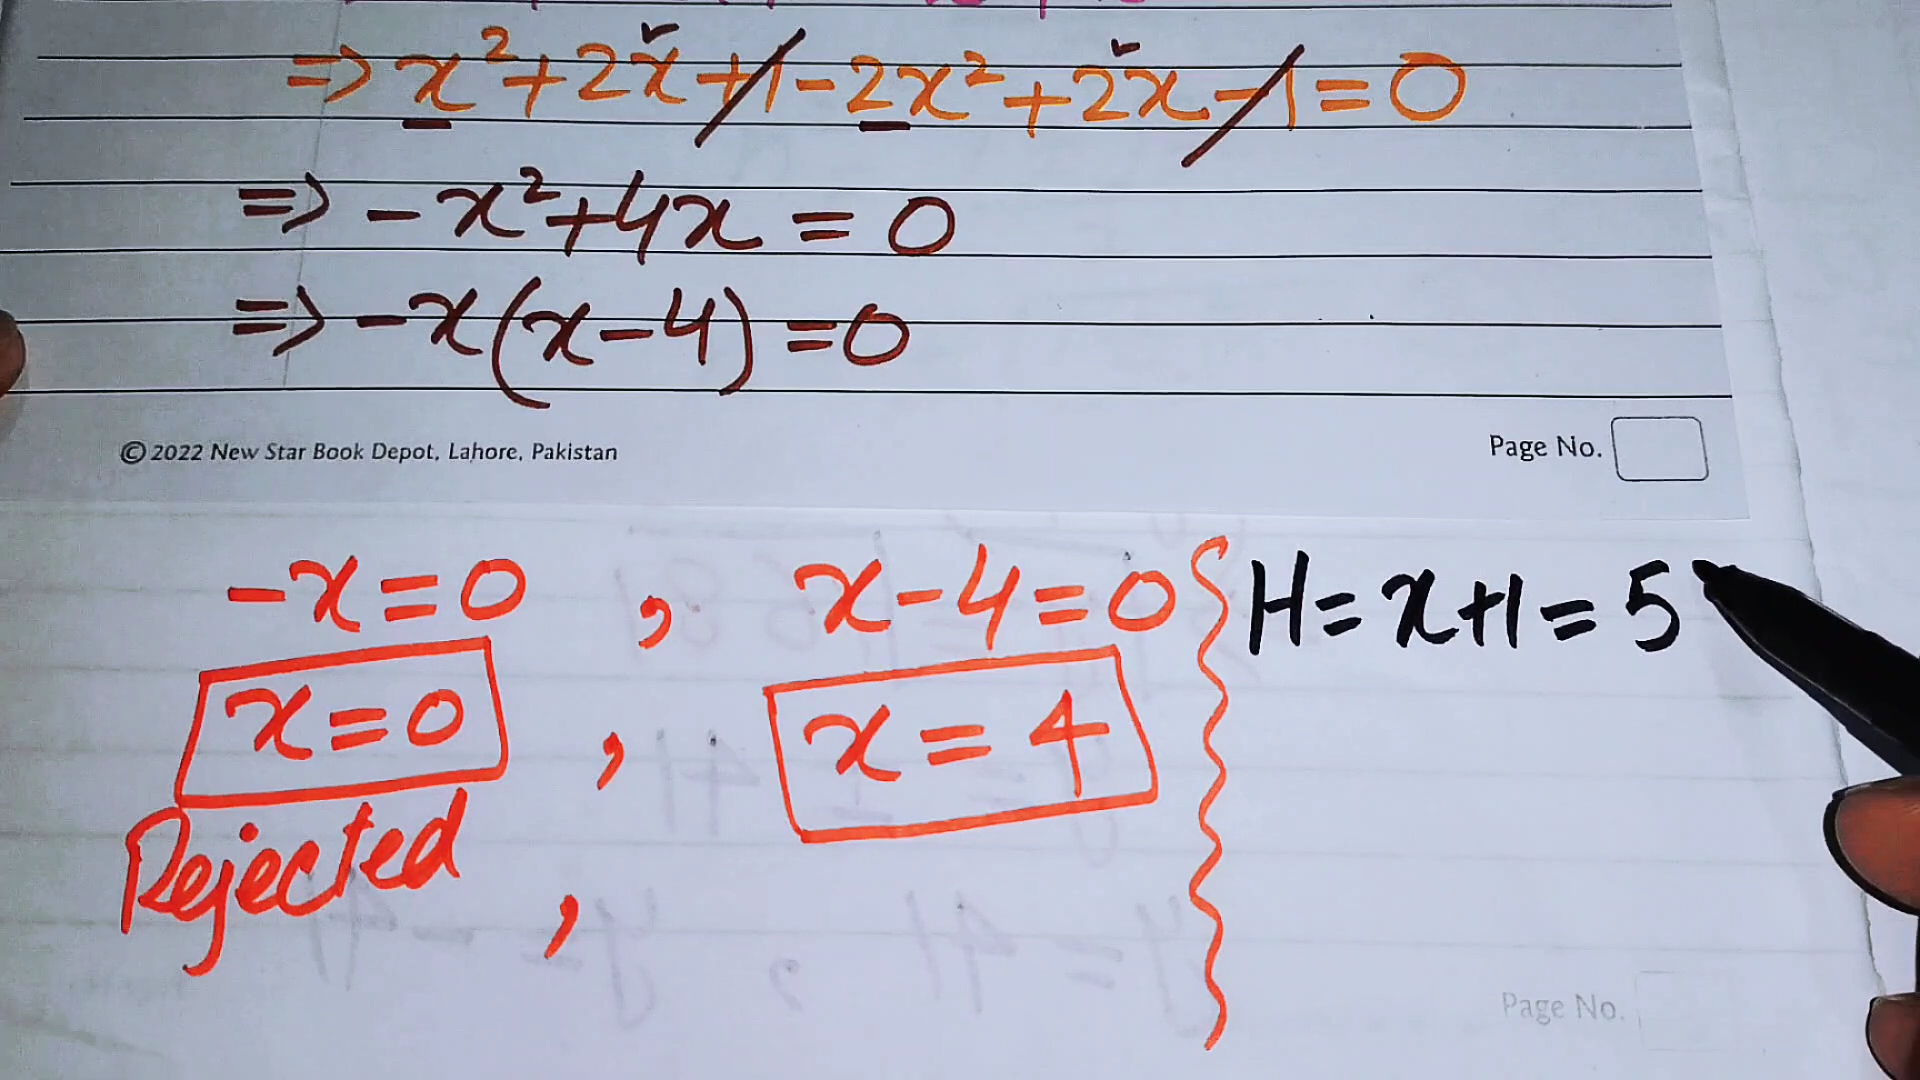 => x²+2x+1-2x²+2x-1=0
=> -x²+4x=0
=> -x(x-4)=0
© 2022 New Star Book Depot, Lahore, Pakistan
Page No.
-x=0 , x-4=0
x=0 , x=4
Rejected ,
H=x+1=5
Page No.